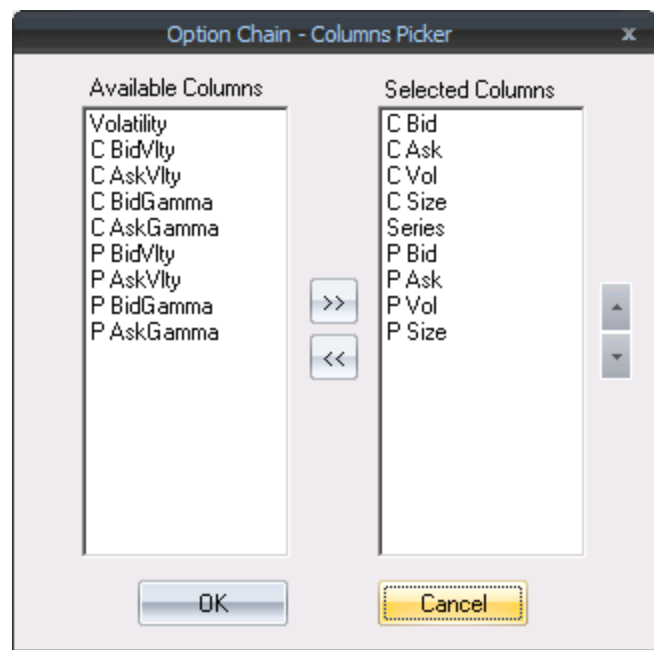 Option Chain - Columns Picker
x
Available Columns
Volatility
C BidVlty
C AskVlty
C BidGamma
C AskGamma
P BidVlty
P AskVlty
P BidGamma
P AskGamma
>>
<<
Selected Columns
C Bid
C Ask
C Vol
C Size
Series
P Bid
P Ask
P Vol
P Size
OK
Cancel